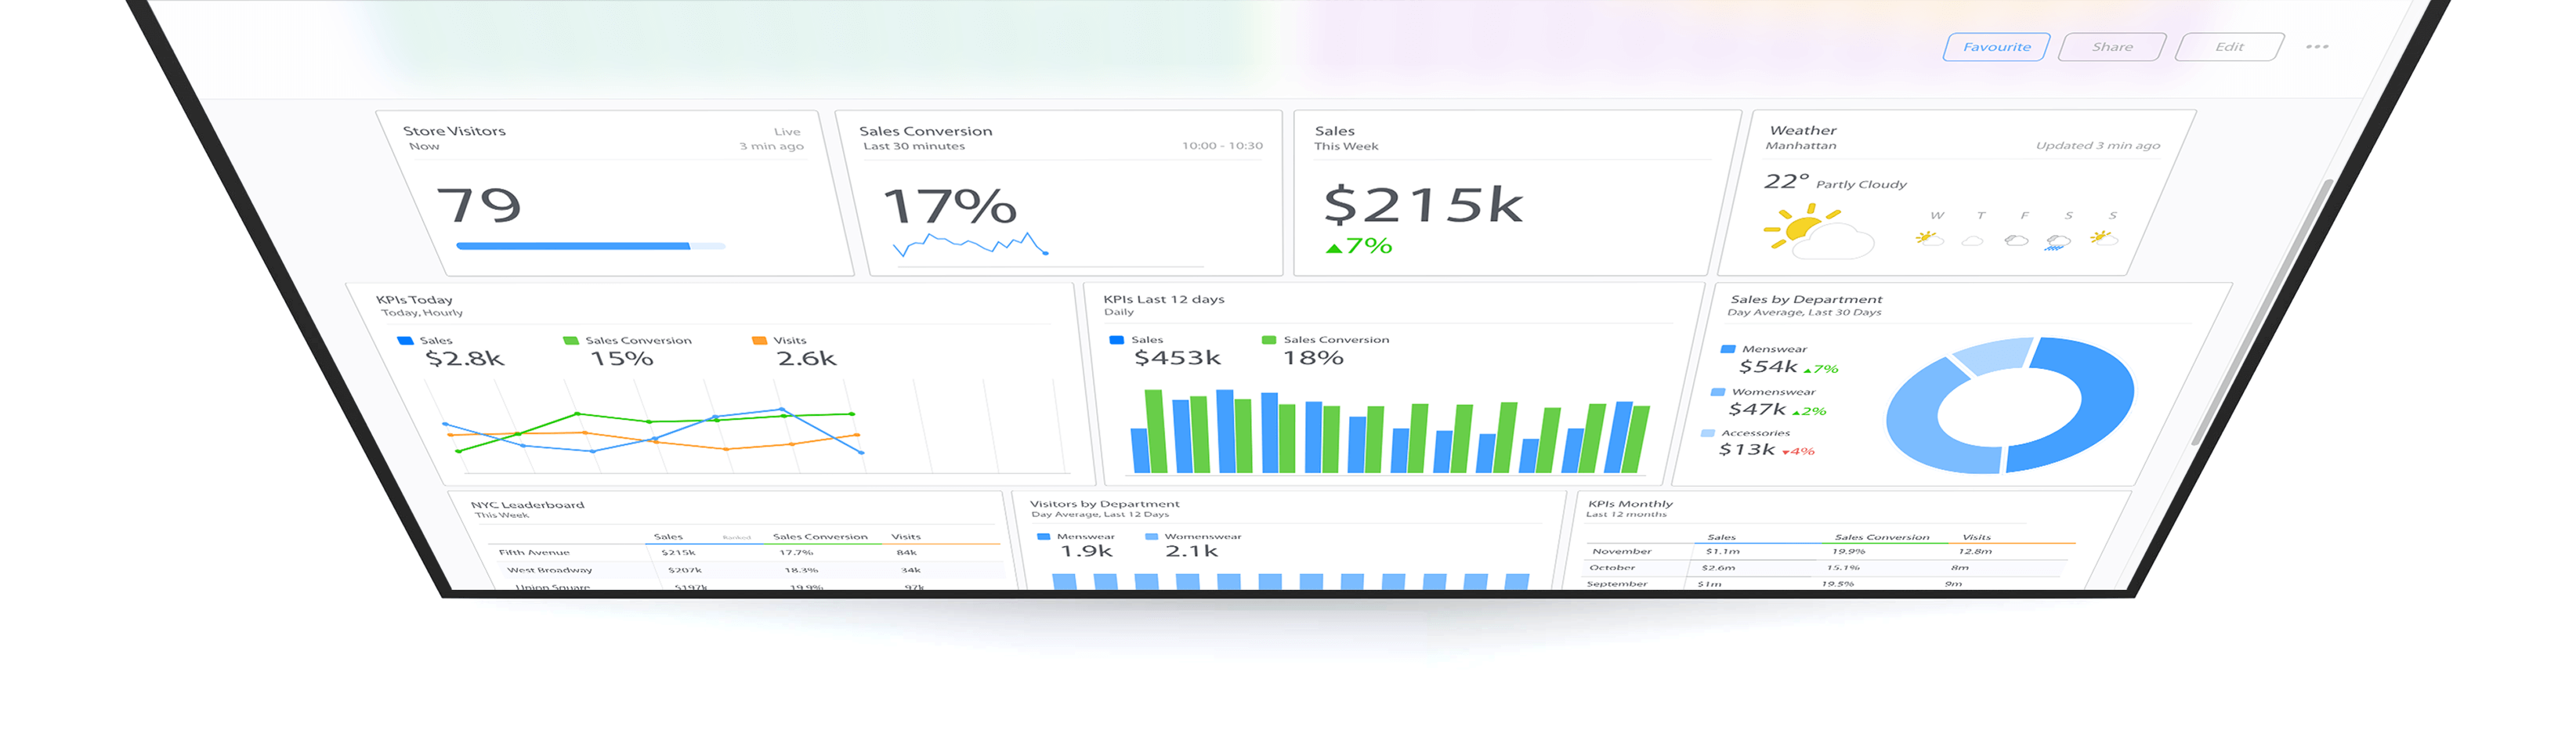 Favourite Share Edit
Store Visitors Live
Now 3 min ago
79
Sales Conversion
Last 30 minutes 10:00 - 10:30
17%
Sales
This Week
$215k
▲7%
Weather
Manhattan Updated 3 min ago
22° Partly Cloudy
W T F S S
KPIs Today
Today, Hourly
Sales Sales Conversion Visits
$2.8k 15% 2.6k
KPIs Last 12 days
Daily
Sales Sales Conversion
$453k 18%
Sales by Department
Day Average, Last 30 Days
Menswear
$54k ▲7%
Womenswear
$47k ▲2%
Accessories
$13k ▼4%
NYC Leaderboard
This Week
Sales Ranked Sales Conversion Visits
Fifth Avenue $215k 17.7% 84k
West Broadway $207k 18.3% 34k
Union Square $197k 19.9% 97k
Visitors by Department
Day Average, Last 12 Days
Menswear Womenswear
1.9k 2.1k
KPIs Monthly
Last 12 months
Sales Sales Conversion Visits
November $1.1m 19.9% 12.8m
October $2.6m 15.1% 8m
September $1m 19.5% 9m